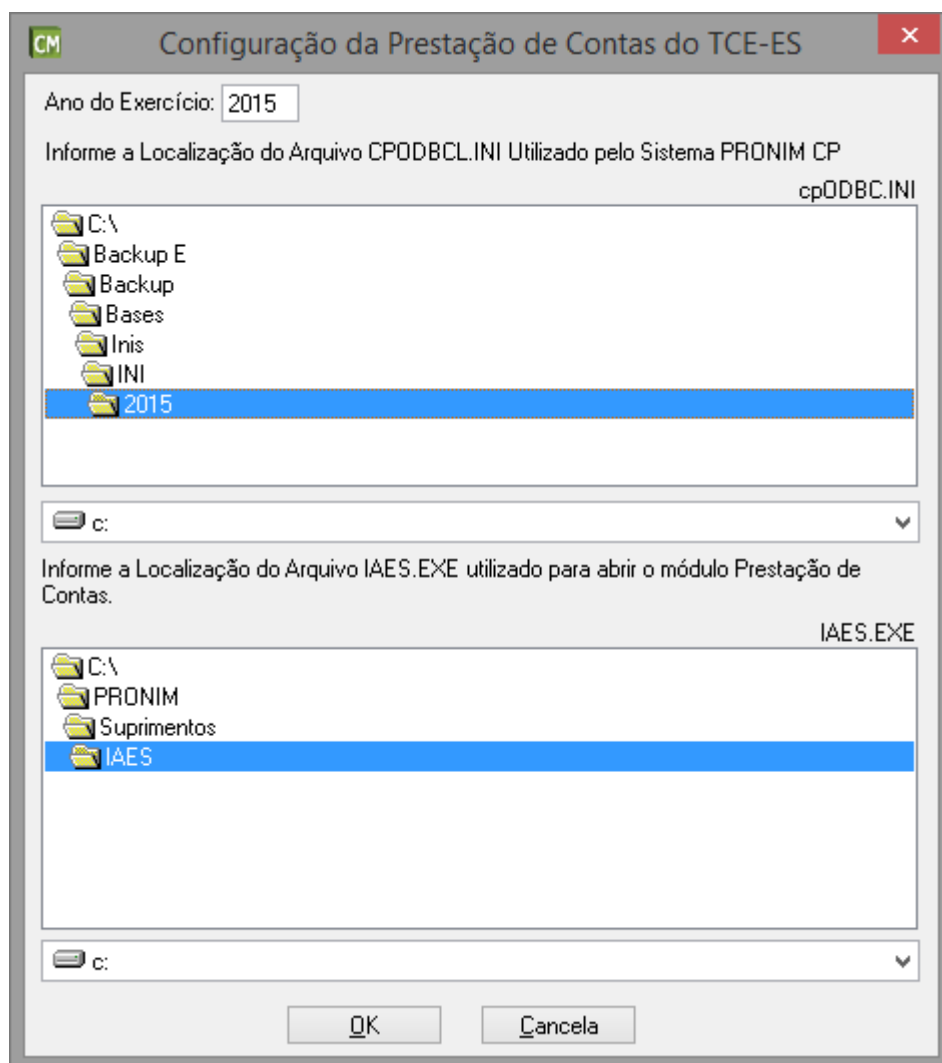 CM Configuração da Prestação de Contas do TCE-ES
Ano do Exercício: 2015
Informe a Localização do Arquivo CPODBCL.INI Utilizado pelo Sistema PRONIM CP
cpODBC.INI
C:\
Backup E
Backup
Bases
Inis
INI
2015
c:
Informe a Localização do Arquivo IAES.EXE utilizado para abrir o módulo Prestação de
Contas.
IAES.EXE
C:\
PRONIM
Suprimentos
IAES
c:
OK Cancela